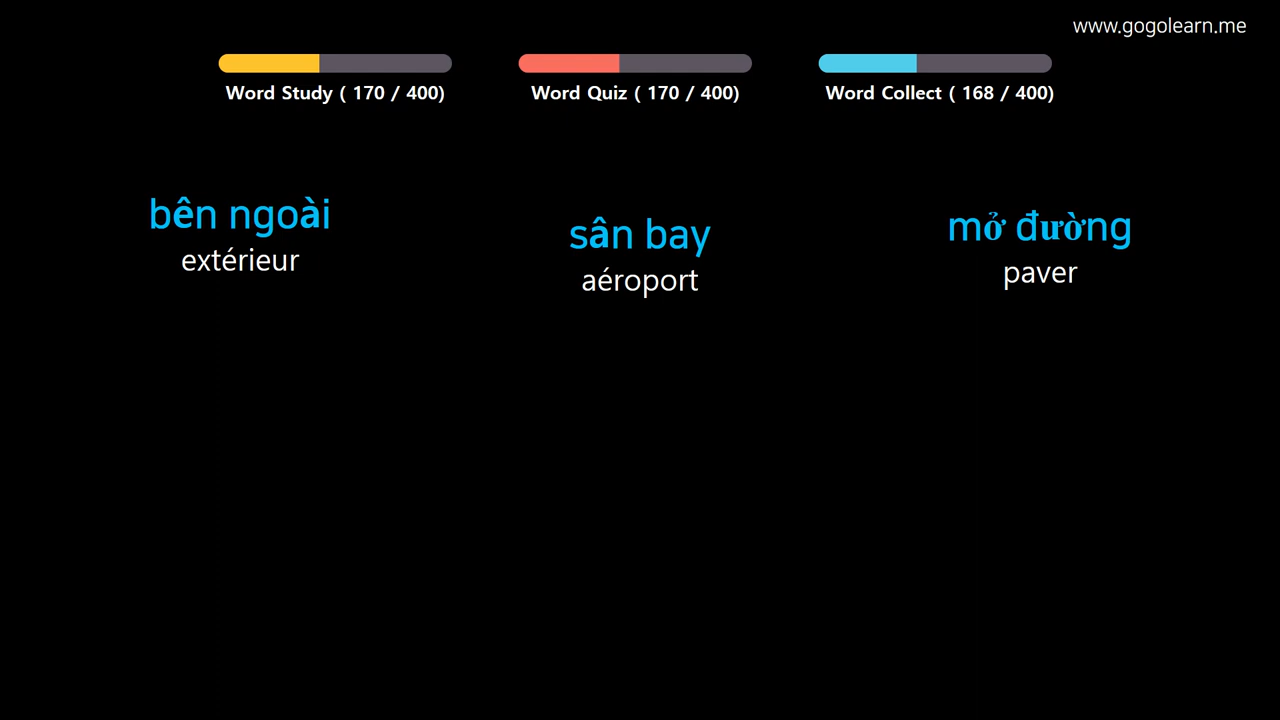 www.gogolearn.me
Word Study ( 170 / 400)
Word Quiz ( 170 / 400)
Word Collect ( 168 / 400)
bên ngoài
extérieur
sân bay
aéroport
mở đường
paver